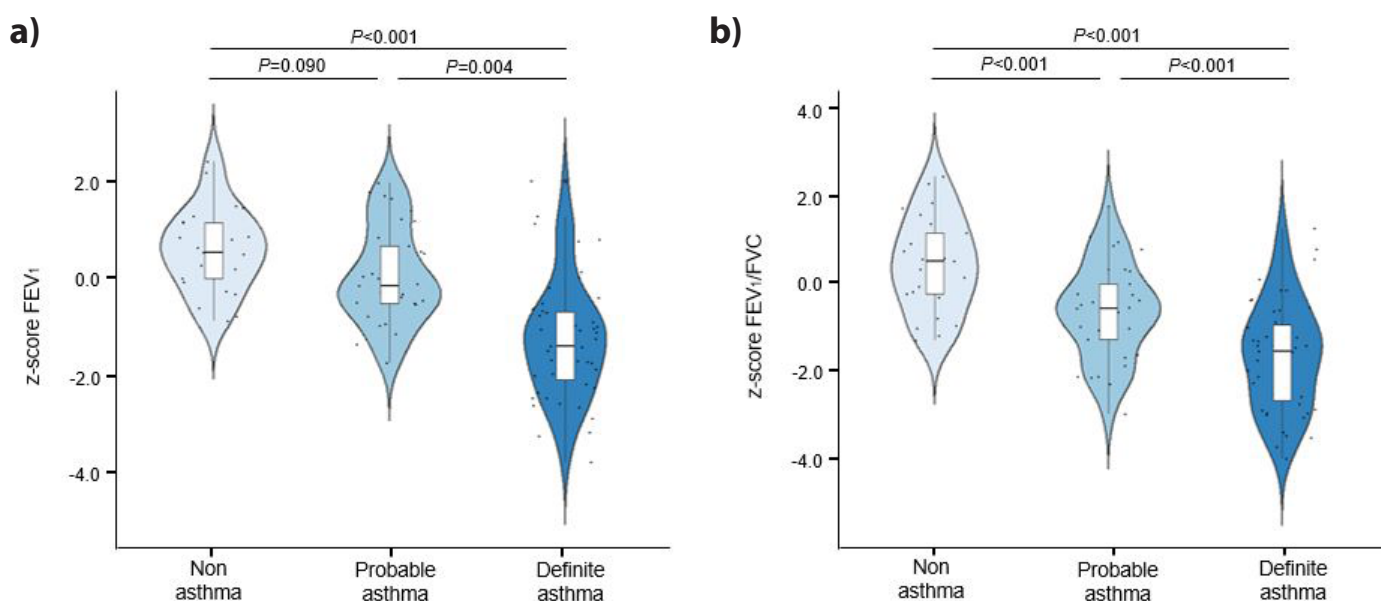 a)
P<0.001
P=0.090
P=0.004
z-score FEV₁
2.0
0.0
-2.0
-4.0
Non
asthma
Probable
asthma
Definite
asthma
b)
P<0.001
P<0.001
P<0.001
z-score FEV₁/FVC
4.0
2.0
0.0
-2.0
-4.0
Non
asthma
Probable
asthma
Definite
asthma